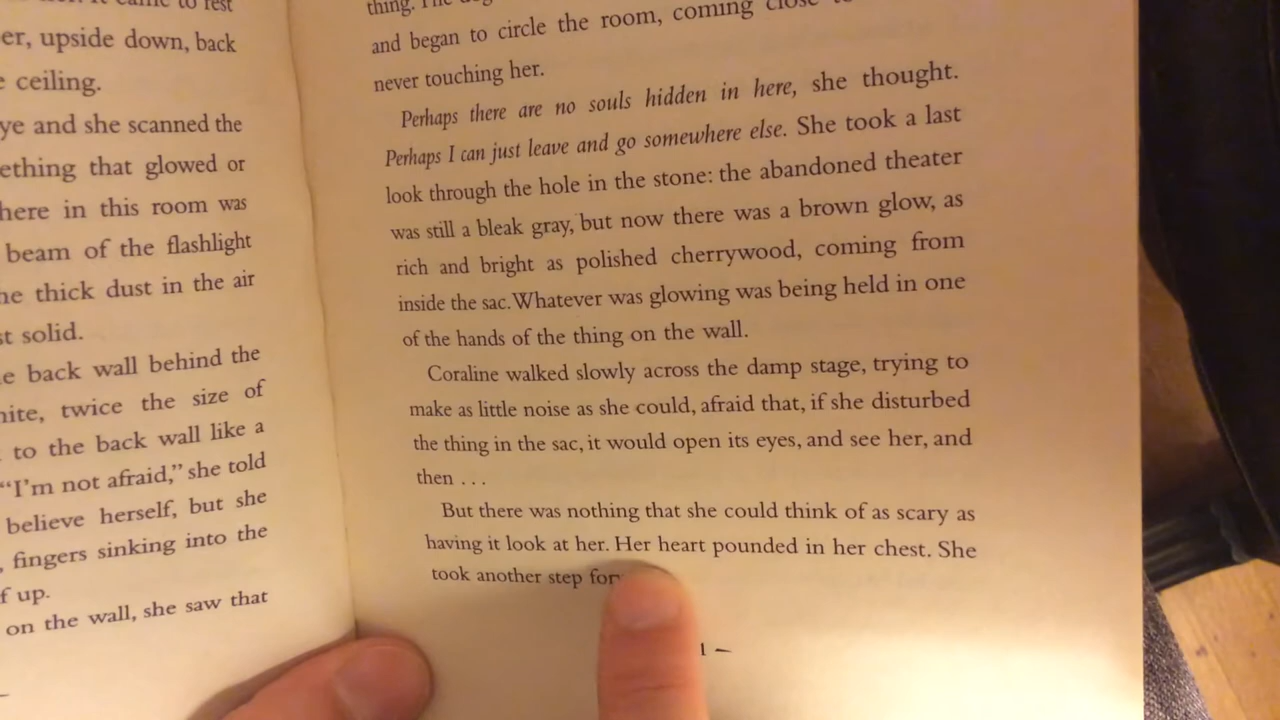 to rest
er, upside down, back
ceiling.
ye and she scanned the
ething that glowed or
here in this room was
beam of the flashlight
he thick dust in the air
st solid.
e back wall behind the
hite, twice the size of
to the back wall like a
“I'm not afraid,” she told
believe herself, but she
, fingers sinking into the
f up.
on the wall, she saw that
thing. The
and began to circle the room, coming close
never touching her.
Perhaps there are no souls hidden in here, she thought.
Perhaps I can just leave and go somewhere else. She took a last
look through the hole in the stone: the abandoned theater
was still a bleak gray, but now there was a brown glow, as
rich and bright as polished cherrywood, coming from
inside the sac. Whatever was glowing was being held in one
of the hands of the thing on the wall.
Coraline walked slowly across the damp stage, trying to
make as little noise as she could, afraid that, if she disturbed
the thing in the sac, it would open its eyes, and see her, and
then . . .
But there was nothing that she could think of as scary as
having it look at her. Her heart pounded in her chest. She
took another step for
1 –